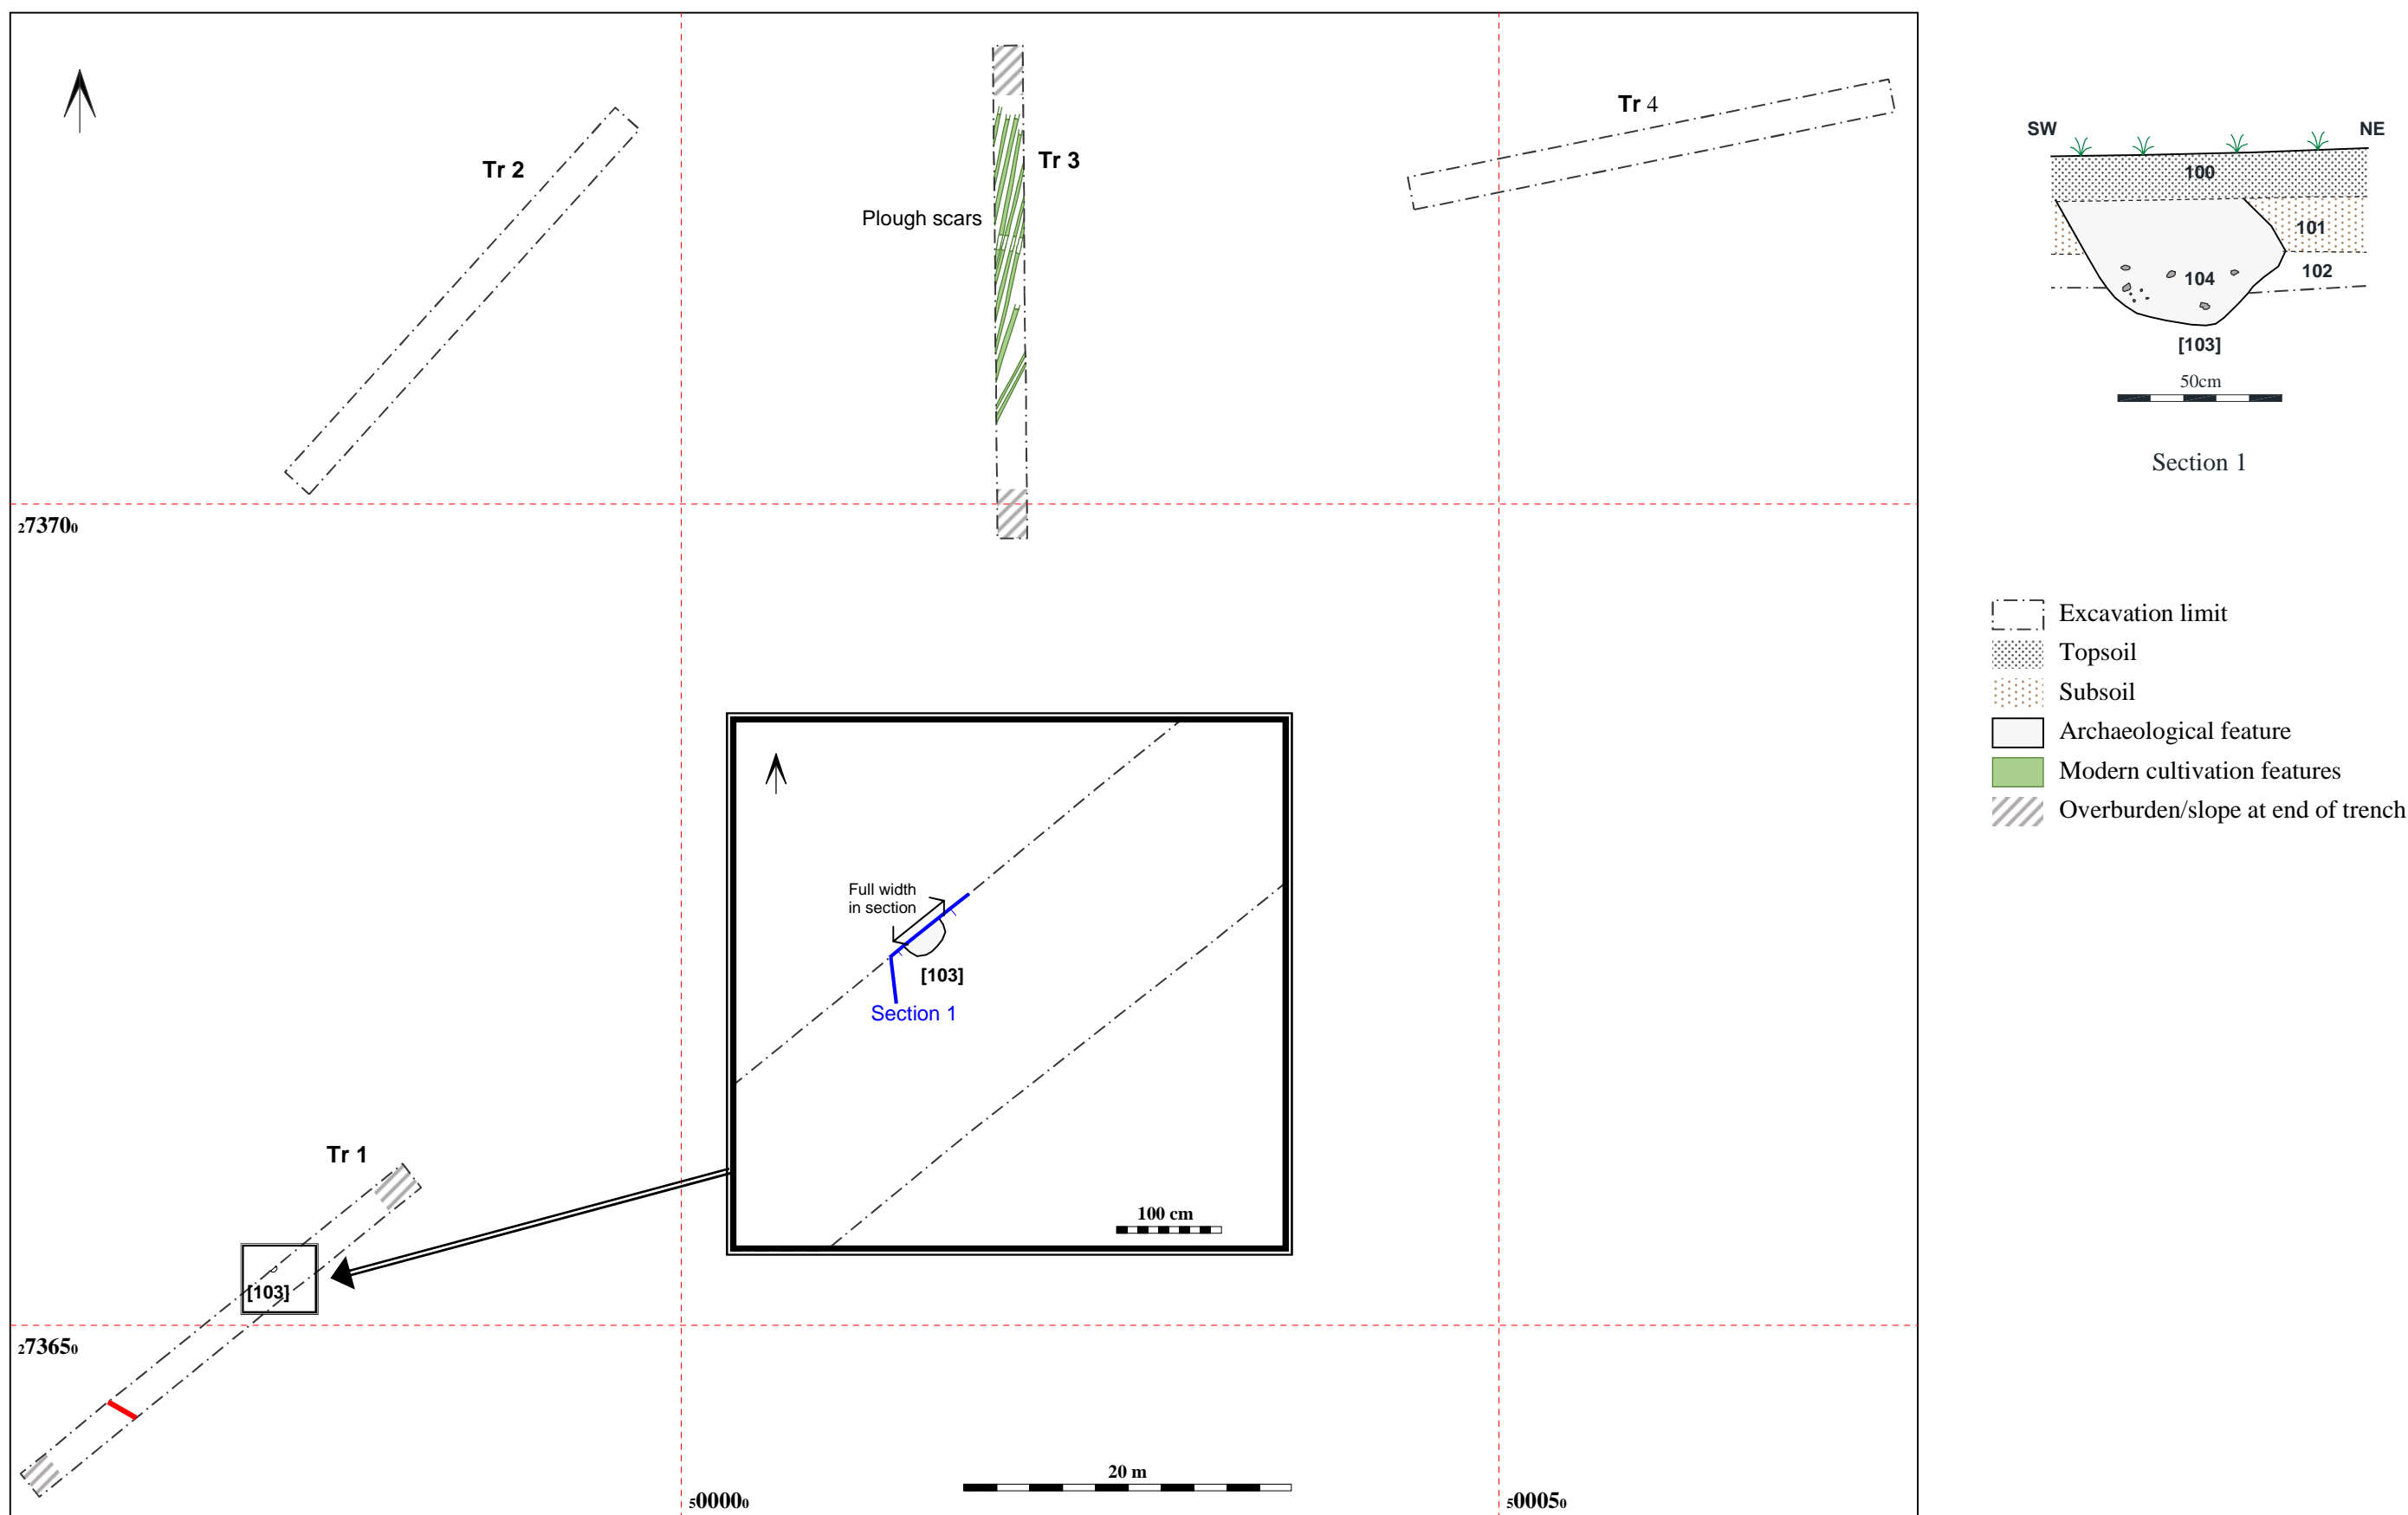 Tr 2
Tr 3
Tr 4
Plough scars
273700
SW
NE
100
101
102
104
[103]
50cm
Section 1
Excavation limit
Topsoil
Subsoil
Archaeological feature
Modern cultivation features
Overburden/slope at end of trench
Full width
in section
[103]
Section 1
100 cm
Tr 1
[103]
273650
20 m
500000
500050